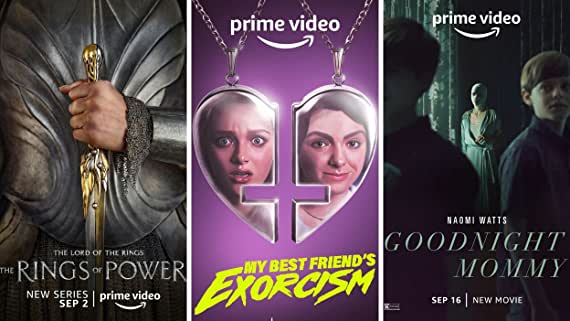 THE LORD OF THE RINGS
THE RINGS OF POWER
NEW SERIES
SEP 2
prime video
prime video
MY BEST FRIEND'S
EXORCISM
prime video
NAOMI WATTS
GOODNIGHT
MOMMY
SEP 16 | NEW MOVIE